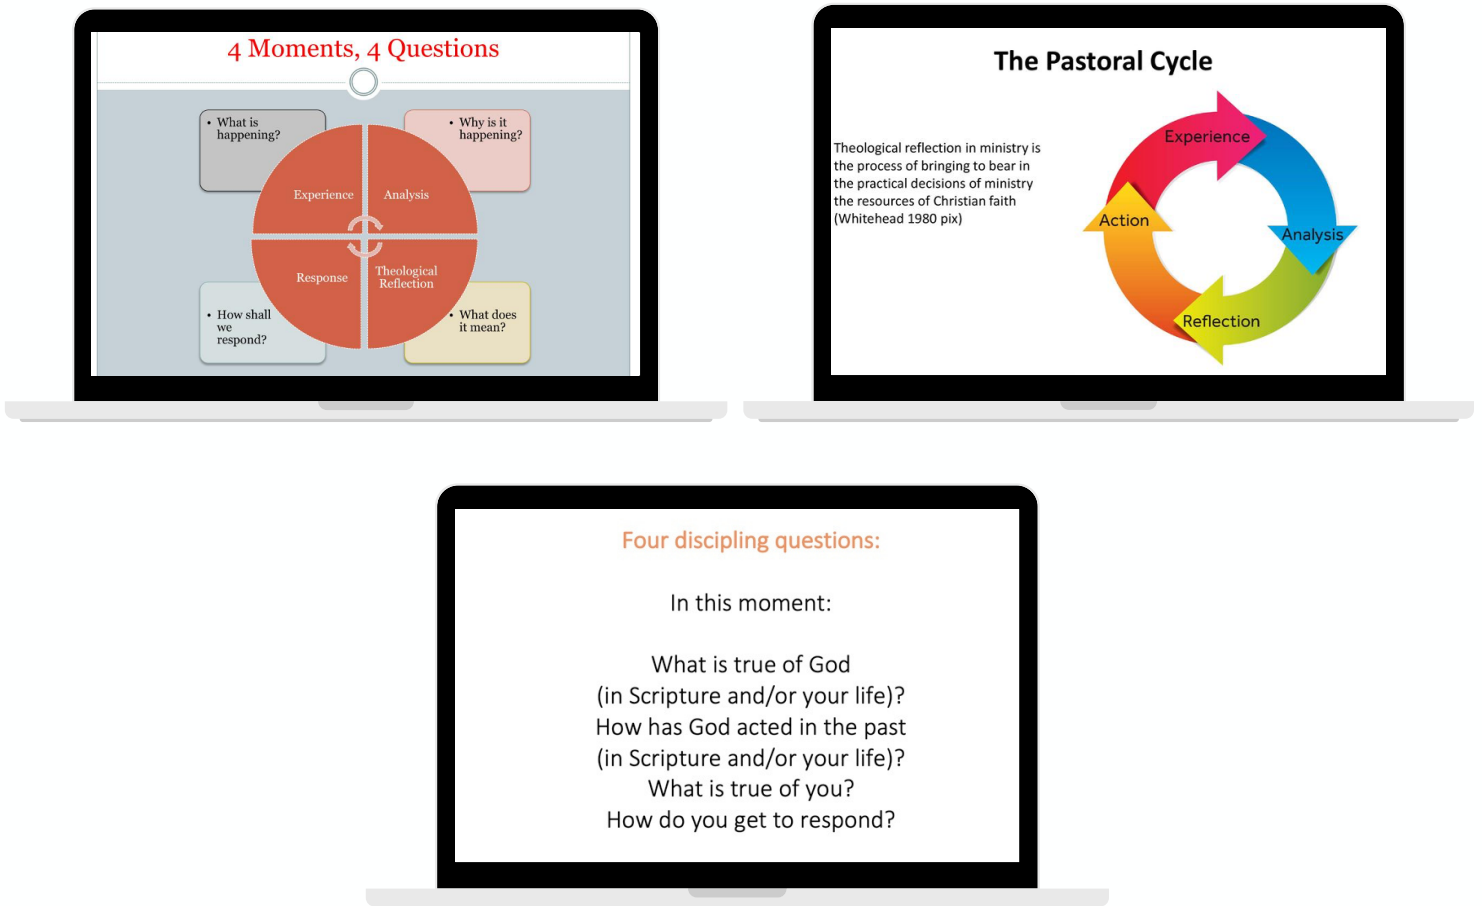 4 Moments, 4 Questions
• What is
happening?
• Why is it
happening?
Experience
Analysis
Response
Theological
Reflection
• How shall
we
respond?
• What does
it mean?
The Pastoral Cycle
Theological reflection in ministry is
the process of bringing to bear in
the practical decisions of ministry
the resources of Christian faith
(Whitehead 1980 pix)
Experience
Action
Analysis
Reflection
Four discipling questions:
In this moment:
What is true of God
(in Scripture and/or your life)?
How has God acted in the past
(in Scripture and/or your life)?
What is true of you?
How do you get to respond?